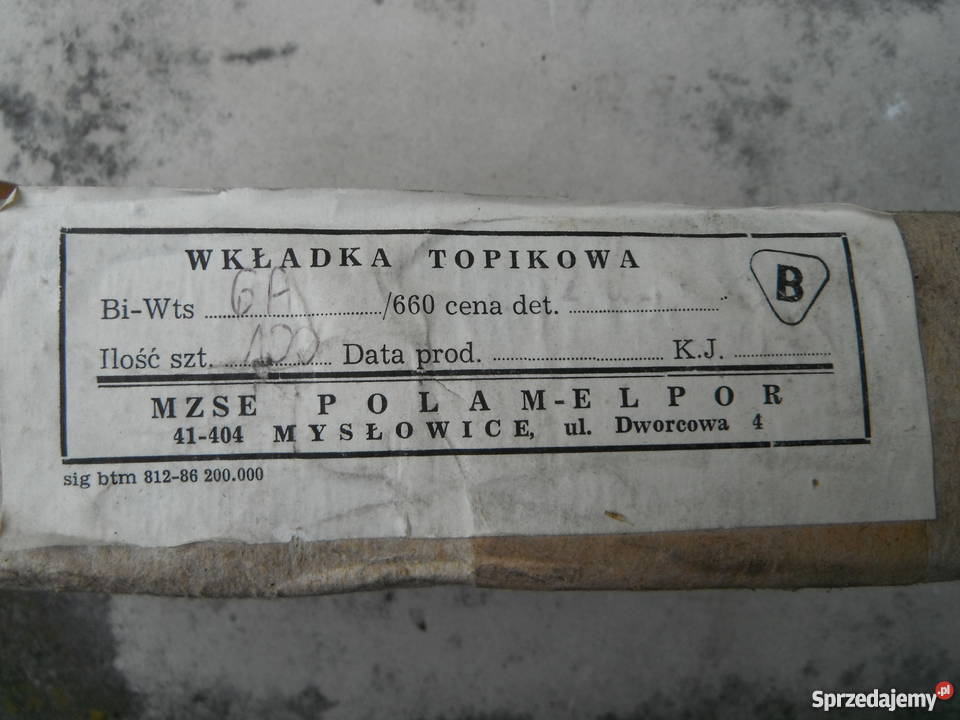 WKŁADKA TOPIKOWA
B
Bi-Wts 6A /660 cena det.
Ilość szt. 100 Data prod. K.J.
MZSE POLAM-ELPOR
41-404 MYSŁOWICE, ul. Dworcowa 4
sig btm 812-86 200.000
Sprzedajemy.pl